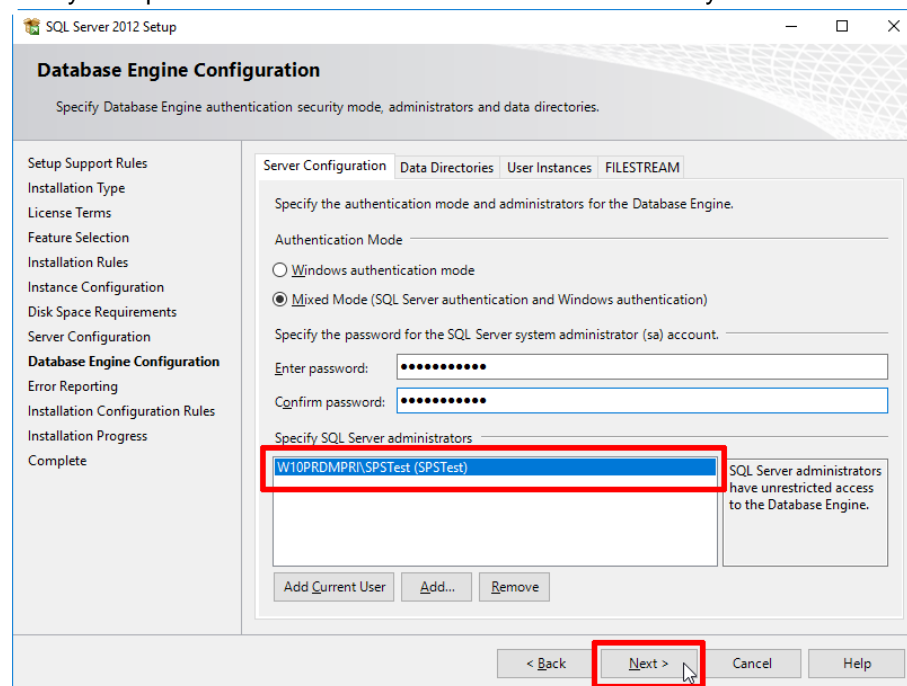 SQL Server 2012 Setup
Database Engine Configuration
Specify Database Engine authentication security mode, administrators and data directories.
Setup Support Rules
Installation Type
License Terms
Feature Selection
Installation Rules
Instance Configuration
Disk Space Requirements
Server Configuration
Database Engine Configuration
Error Reporting
Installation Configuration Rules
Installation Progress
Complete
Server Configuration Data Directories User Instances FILESTREAM
Specify the authentication mode and administrators for the Database Engine.
Authentication Mode
Windows authentication mode
Mixed Mode (SQL Server authentication and Windows authentication)
Specify the password for the SQL Server system administrator (sa) account.
Enter password: ●●●●●●●●●●●
Confirm password: ●●●●●●●●●●●
Specify SQL Server administrators
W10PRDMPRI\SPSTest (SPSTest)
SQL Server administrators
have unrestricted access
to the Database Engine.
Add Current User Add... Remove
< Back Next > Cancel Help